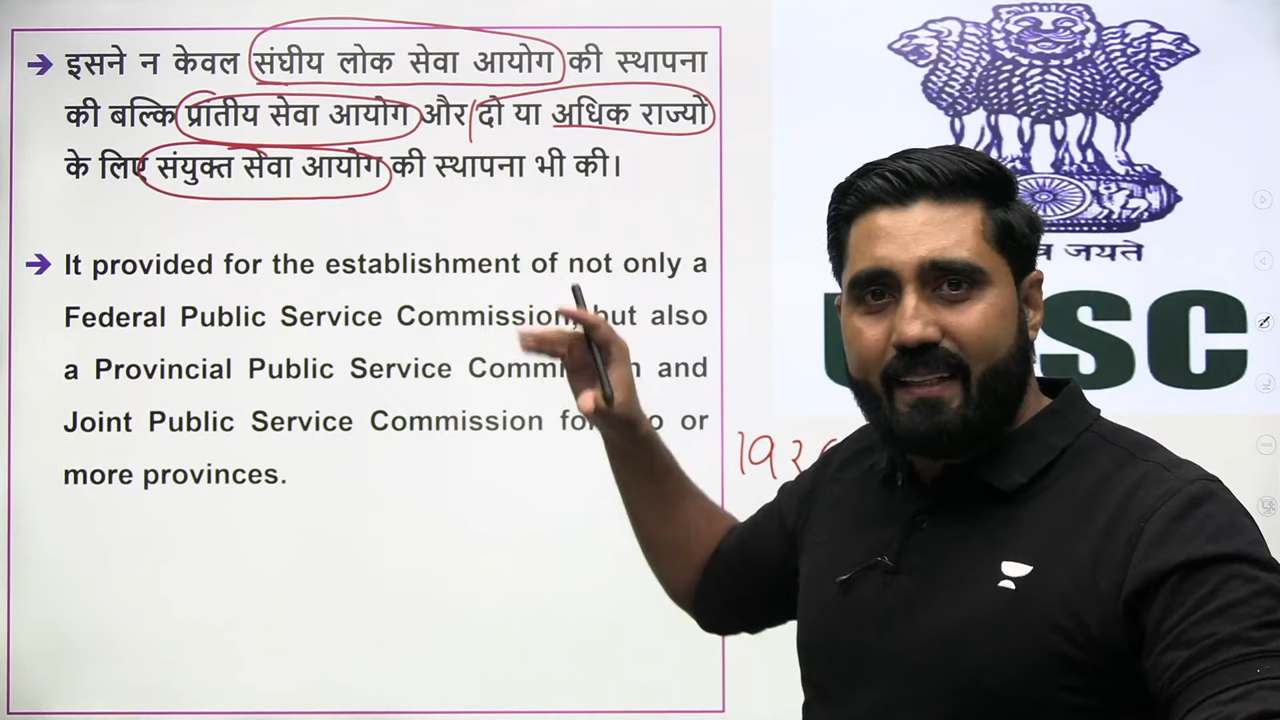 → इसने न केवल संघीय लोक सेवा आयोग की स्थापना
की बल्कि प्रांतीय सेवा आयोग और दो या अधिक राज्यो
के लिए संयुक्त सेवा आयोग की स्थापना भी की।
→ It provided for the establishment of not only a
Federal Public Service Commission, but also
a Provincial Public Service and
Joint Public Service Commission or
more provinces.
जयते
SC